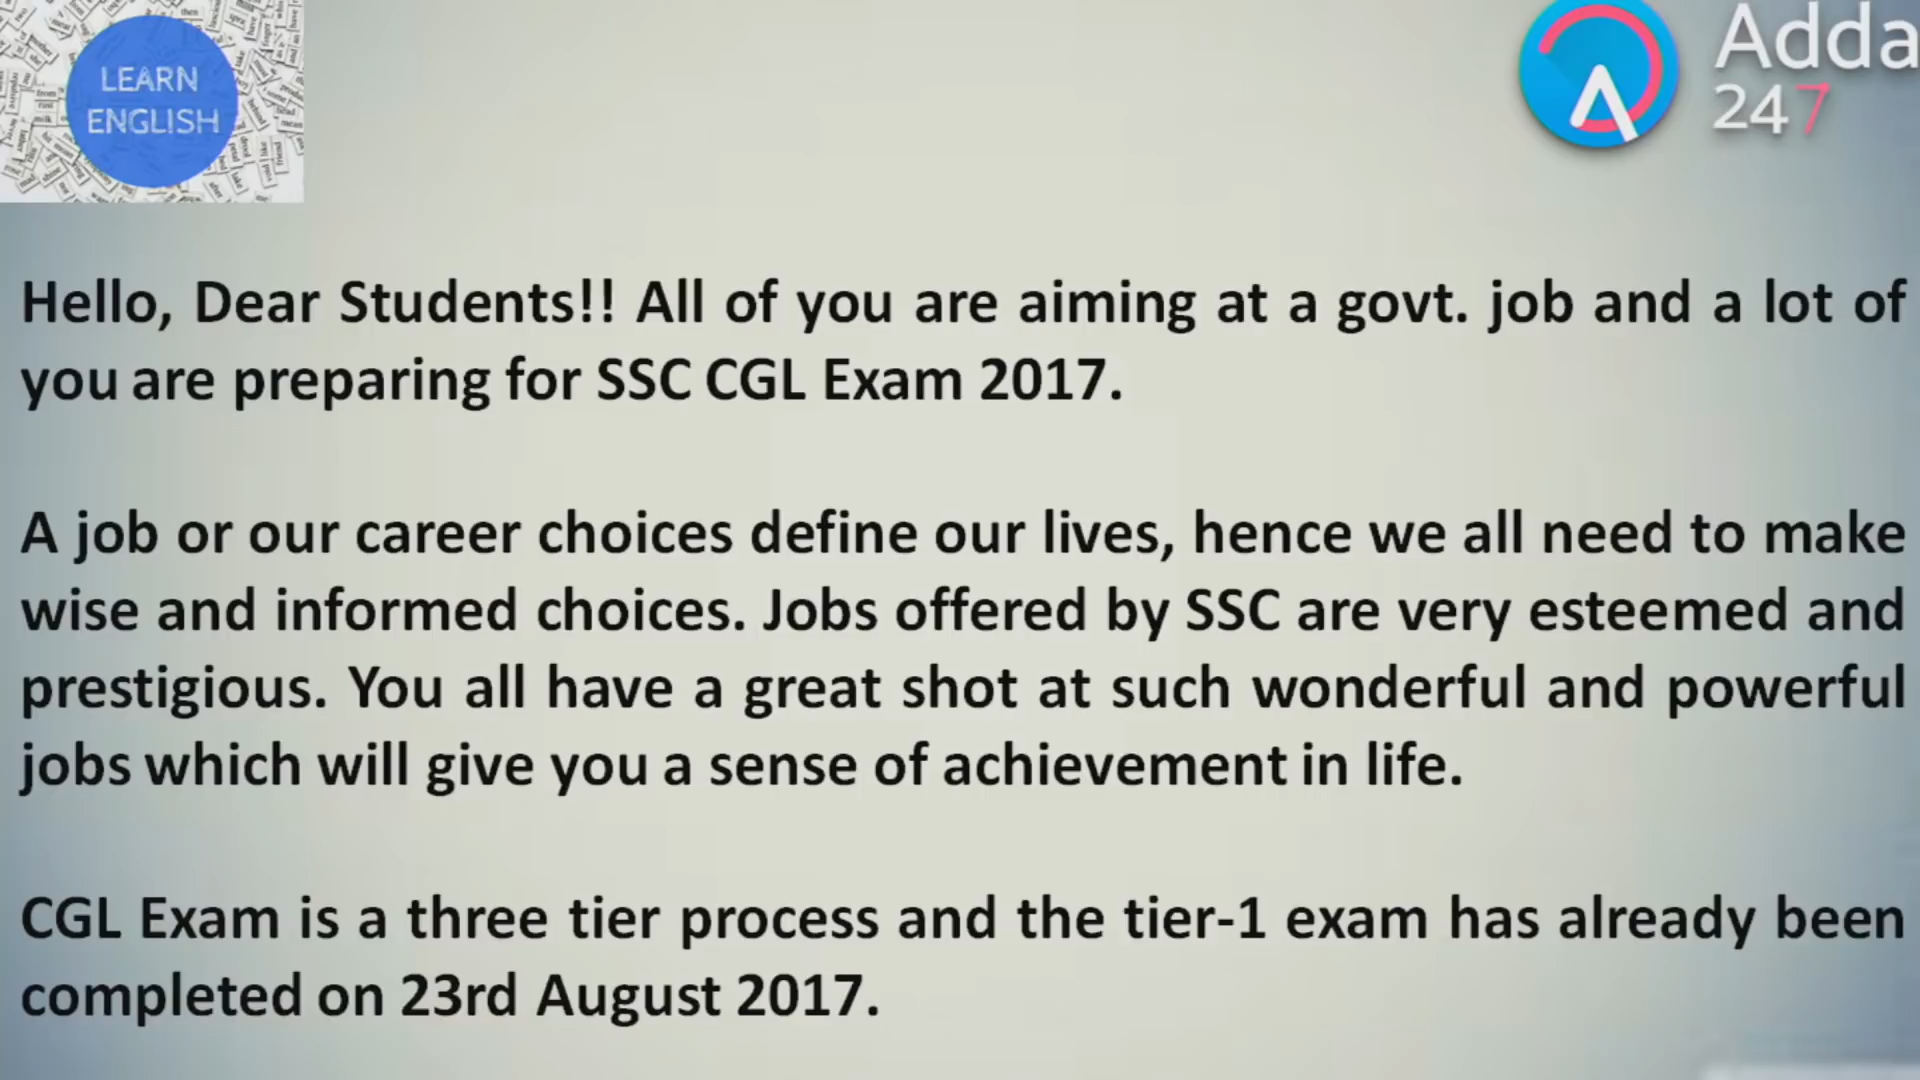 LEARN
ENGLISH
Adda
247
Hello, Dear Students!! All of you are aiming at a govt. job and a lot of
you are preparing for SSC CGL Exam 2017.
A job or our career choices define our lives, hence we all need to make
wise and informed choices. Jobs offered by SSC are very esteemed and
prestigious. You all have a great shot at such wonderful and powerful
jobs which will give you a sense of achievement in life.
CGL Exam is a three tier process and the tier-1 exam has already been
completed on 23rd August 2017.